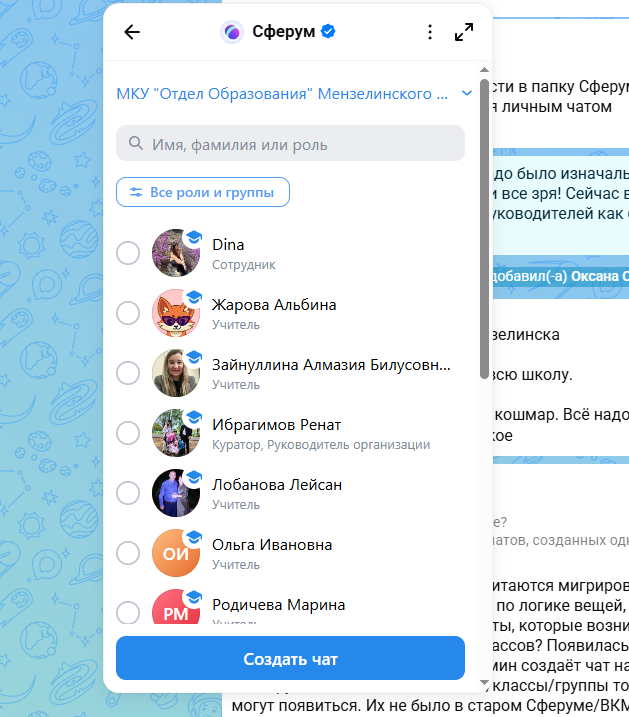 Сферум
МКУ "Отдел Образования" Мензелинского ...
Имя, фамилия или роль
Все роли и группы
Dina
Сотрудник
Жарова Альбина
Учитель
Зайнуллина Алмазия Билусовн...
Учитель
Ибрагимов Ренат
Куратор, Руководитель организации
Лобанова Лейсан
Учитель
ОИ
Ольга Ивановна
Учитель
РМ
Родичева Марина
Создать чат
сти в папку Сферум
я личным чатом
до было изначаль
и все зря! Сейчас в
уководителей как
добавил(-а) Оксана С
зелинска
всю школу.
кошмар. Всё надо
кое
е?
чатов, созданных одн
итаются мигриров
по логике вещей,
ты, которые возни
ассов? Появилась
мин создаёт чат на
классы/группы то
могут появиться. Их не было в старом Сферуме/ВКМ